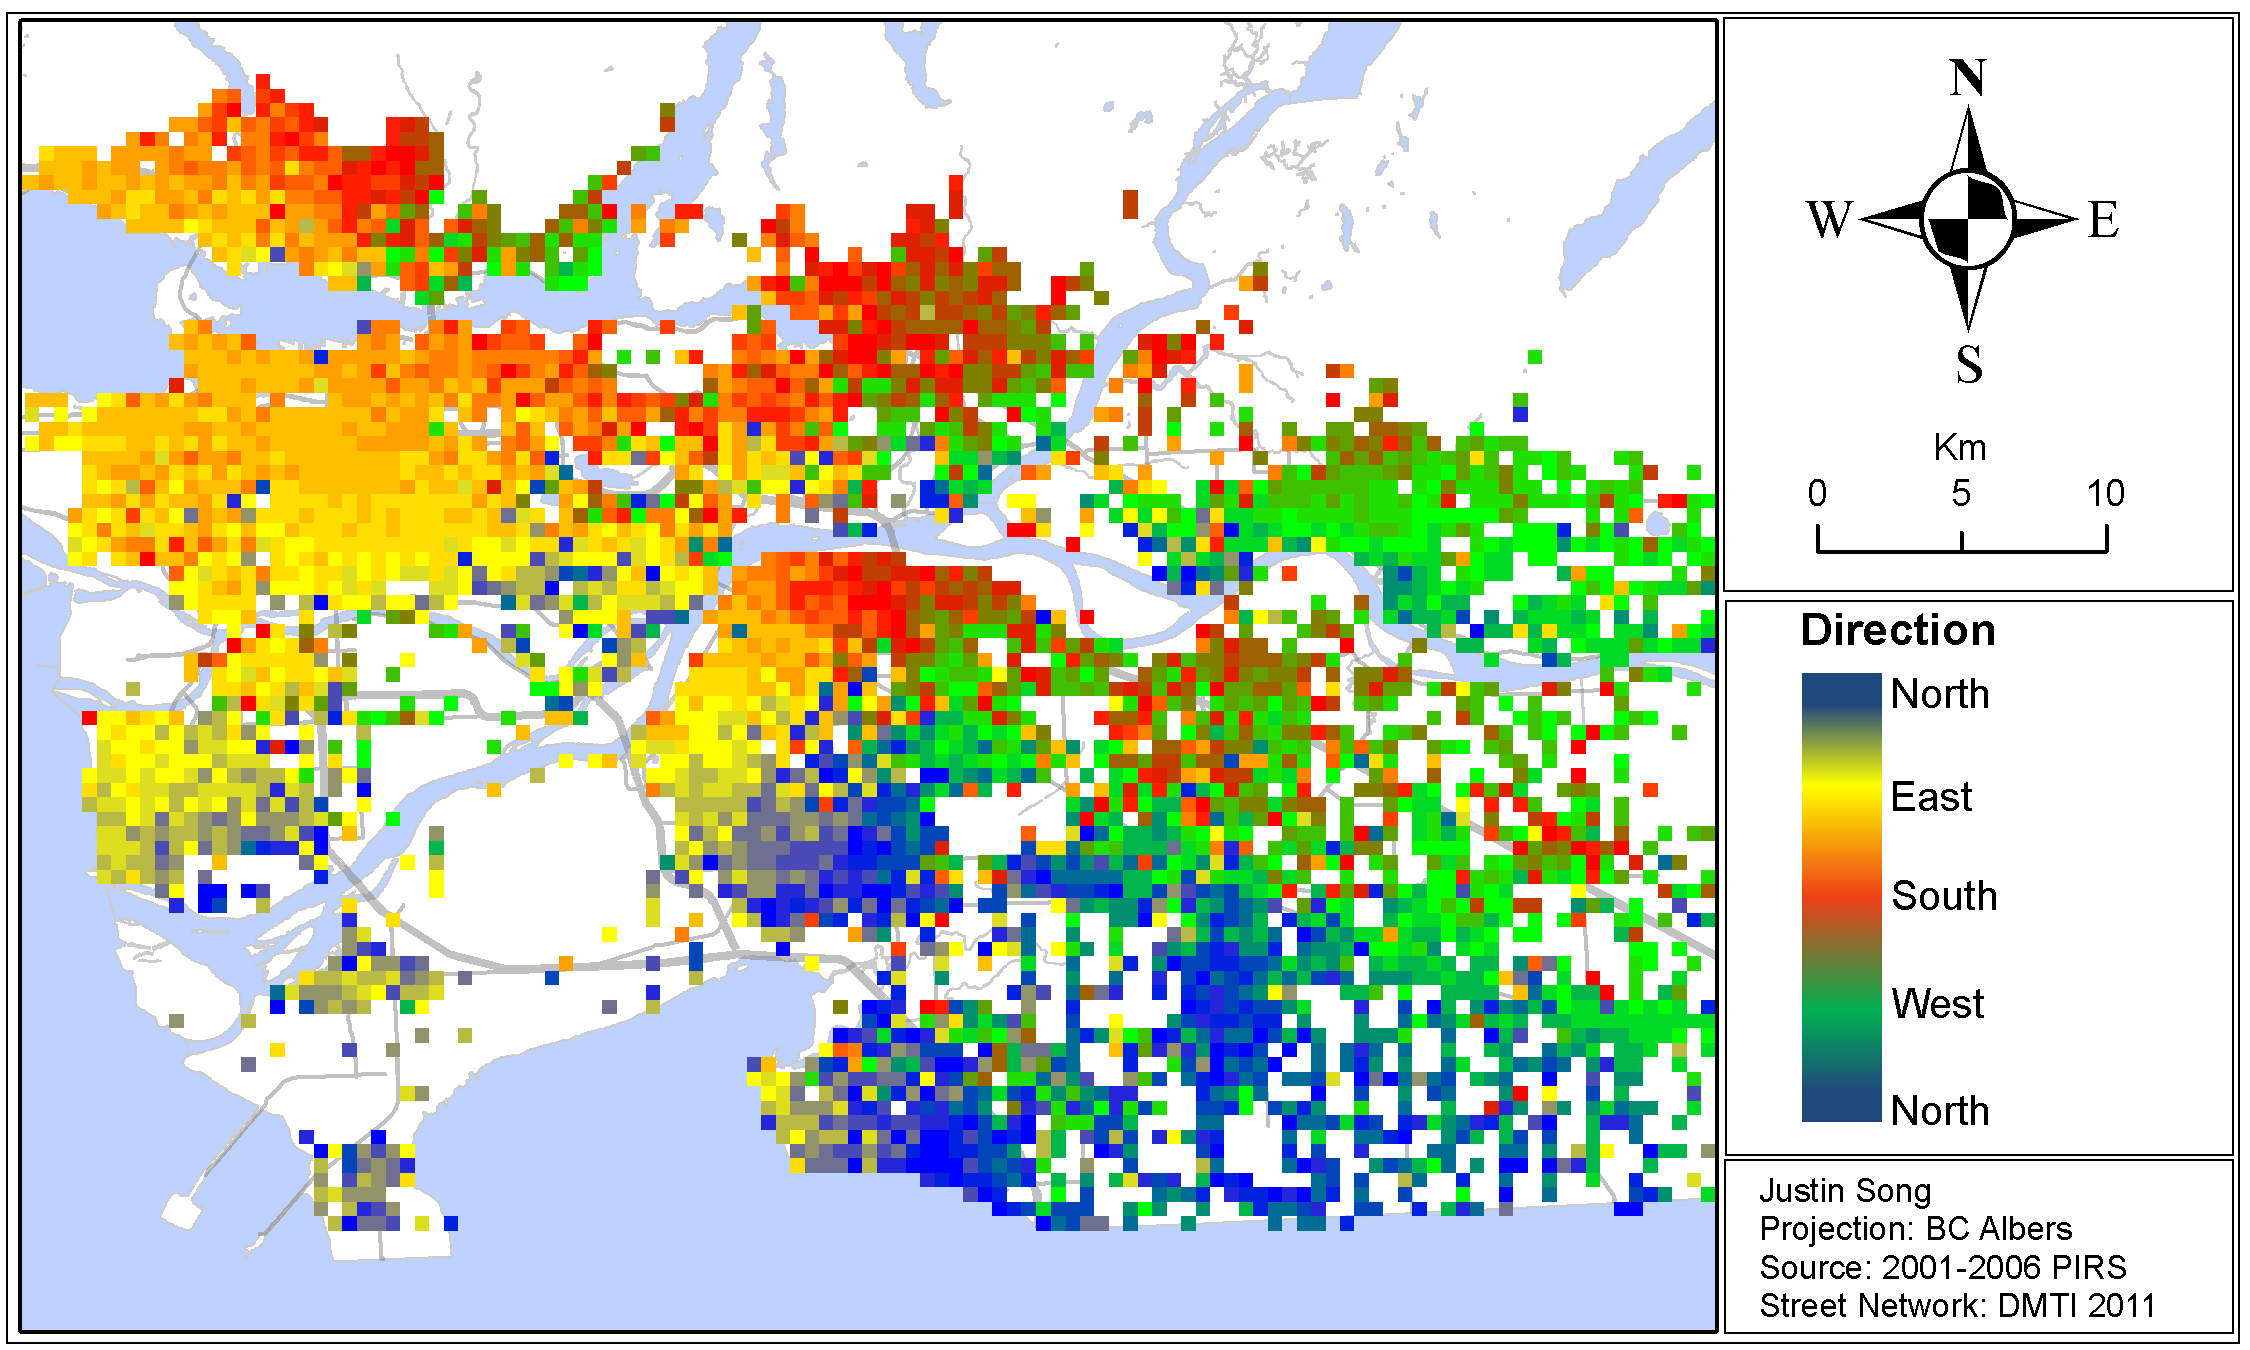 N
W E
S
Km
0 5 10
Direction
North
East
South
West
North
Justin Song
Projection: BC Albers
Source: 2001-2006 PIRS
Street Network: DMTI 2011